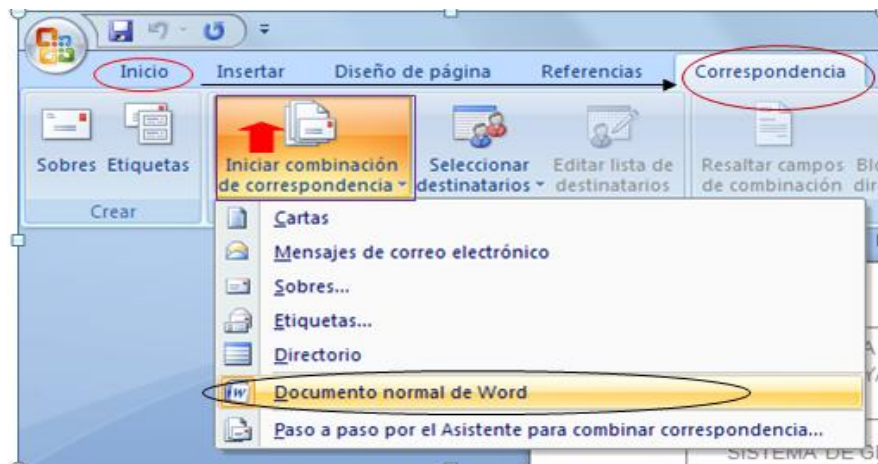 Inicio Insertar Diseño de página Referencias Correspondencia
Sobres Etiquetas
Iniciar combinación de correspondencia
Seleccionar destinatarios
Editar lista de destinatarios
Resaltar campos de combinación
Crear
Cartas
Mensajes de correo electrónico
Sobres...
Etiquetas...
Directorio
Documento normal de Word
Paso a paso por el Asistente para combinar correspondencia...
SISTEMA DE